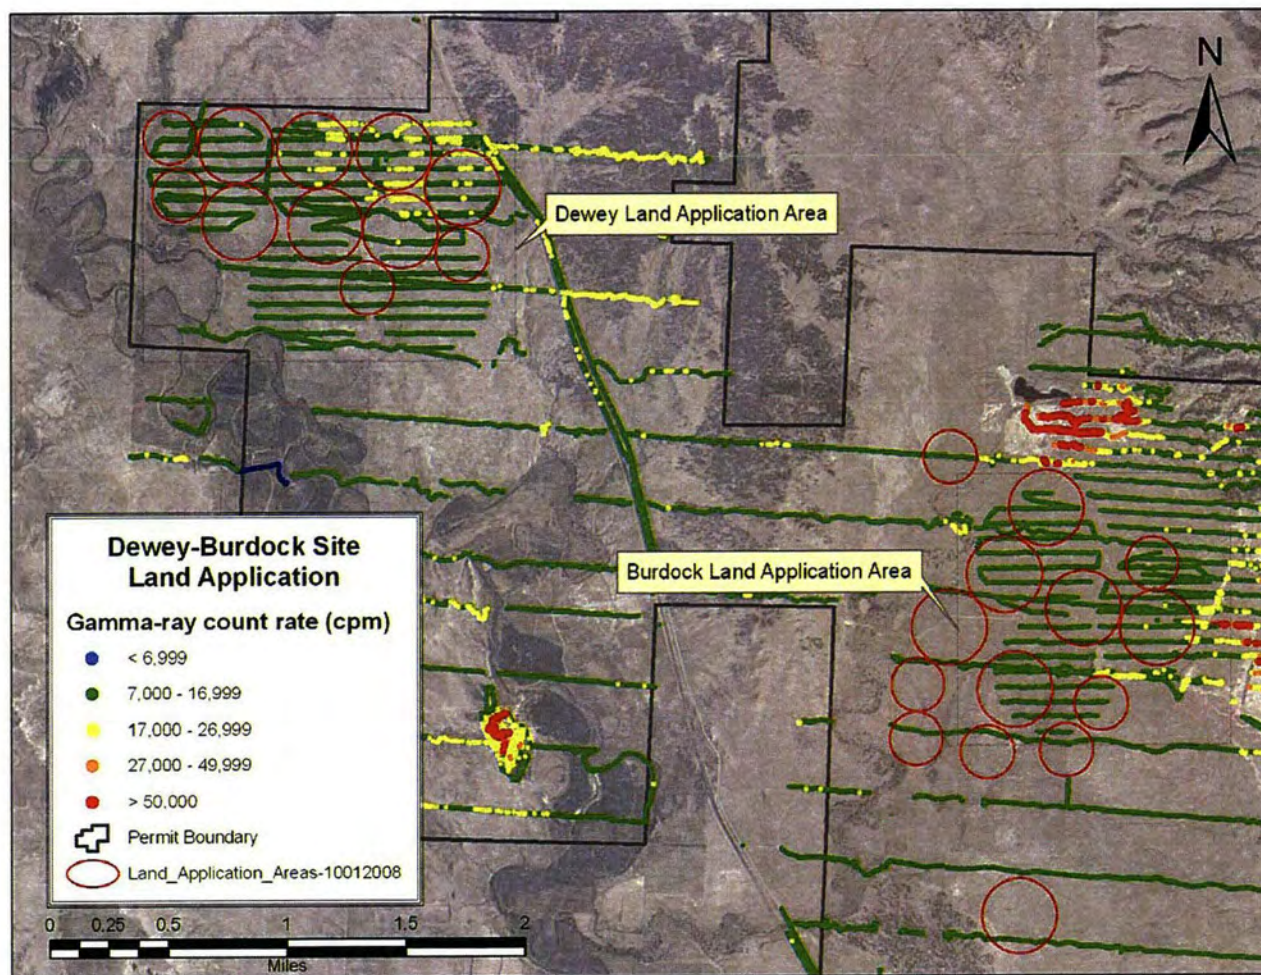 N
Dewey Land Application Area
Burdock Land Application Area
Dewey-Burdock Site
Land Application
Gamma-ray count rate (cpm)
< 6,999
7,000 - 16,999
17,000 - 26,999
27,000 - 49,999
> 50.000
Permit Boundary
Land_Application_Areas-10012008
0 0.25 0.5 1 1.5 2
Miles